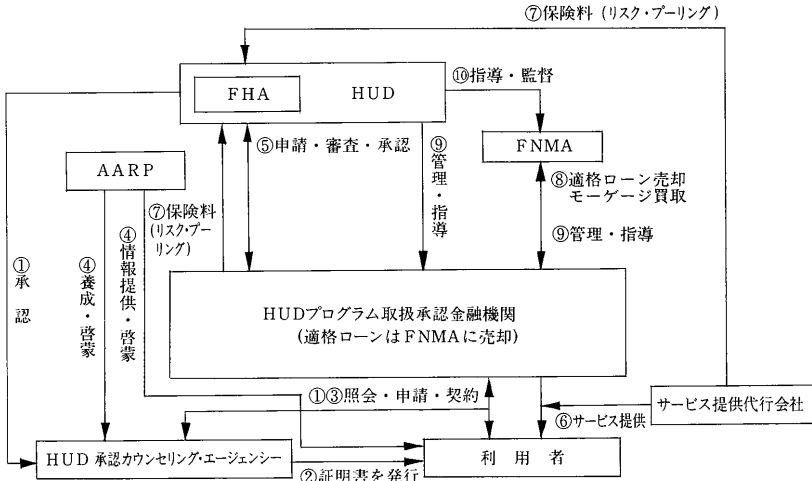 ⑦保険料（リスク・プーリング）
FHA
HUD
⑩指導・監督
⑤申請・審査・承認
⑨管理・指導
FNMA
AARP
⑧適格ローン売却
モーゲージ買取
⑦保険料
(リスク・プー
リング)
⑨管理・指導
①承認
④養成・啓蒙
④情報提供・啓蒙
HUDプログラム取扱承認金融機関
(適格ローンはFNMAに売却)
①③照会・申請・契約
サービス提供代行会社
⑥サービス提供
HUD 承認カウンセリング・エージェンシー
利用者
②証明書を発行